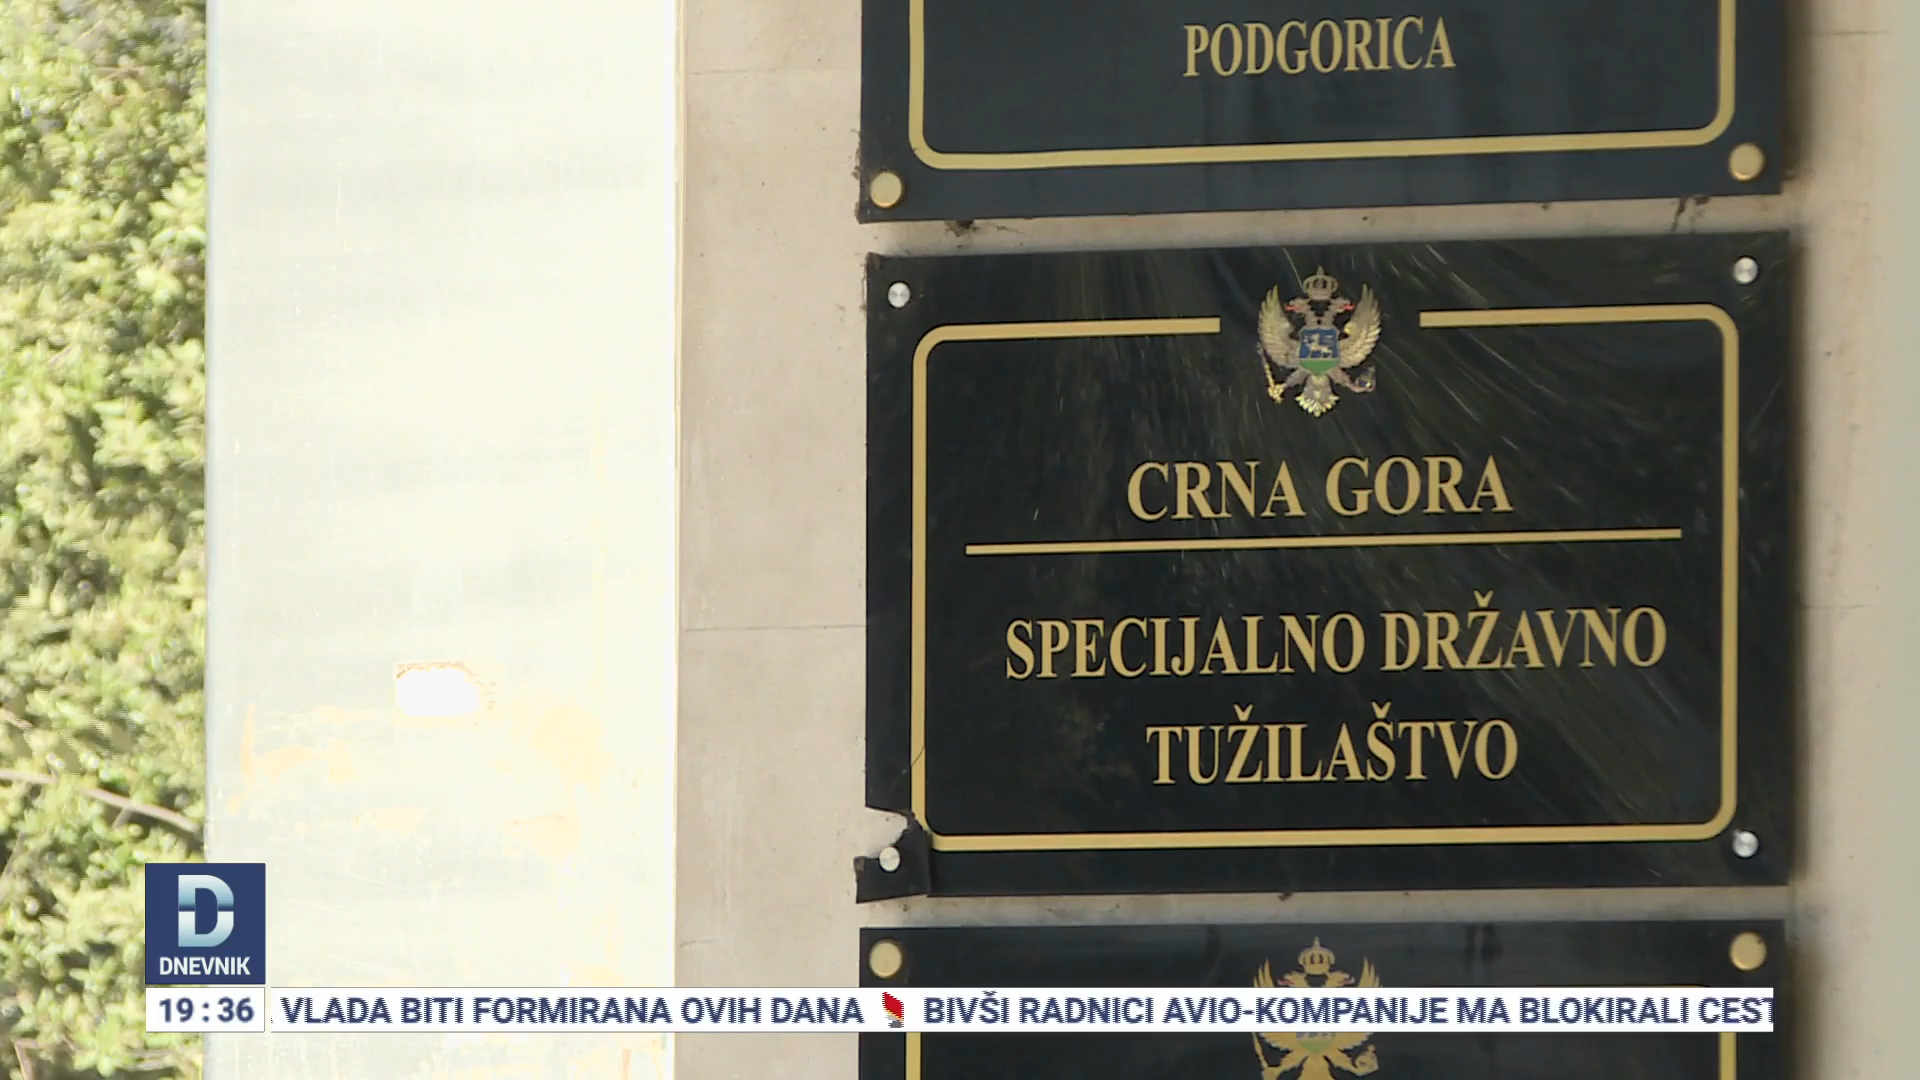 PODGORICA
CRNA GORA
SPECIJALNO DRŽAVNO
TUŽILAŠTVO
DNEVNIK
19:36
VLADA BITI FORMIRANA OVIH DANA BIVŠI RADNICI AVIO-KOMPANIJE MA BLOKIRALI CEST